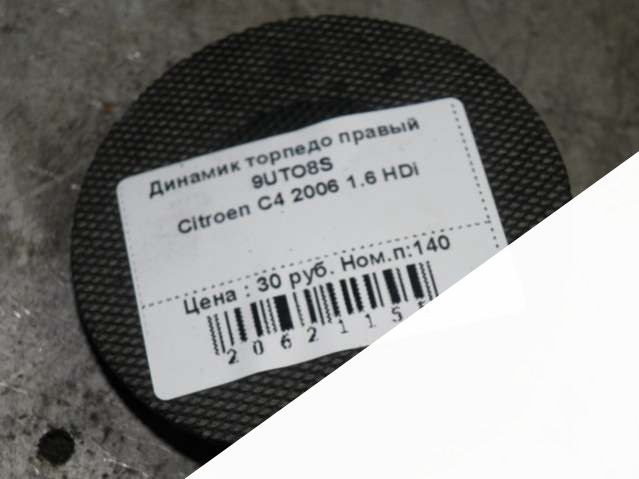 Динамик торпедо правый
9UTO8S
Citroen C4 2006 1.6 HDi
Цена : 30 руб. Ном.п:140